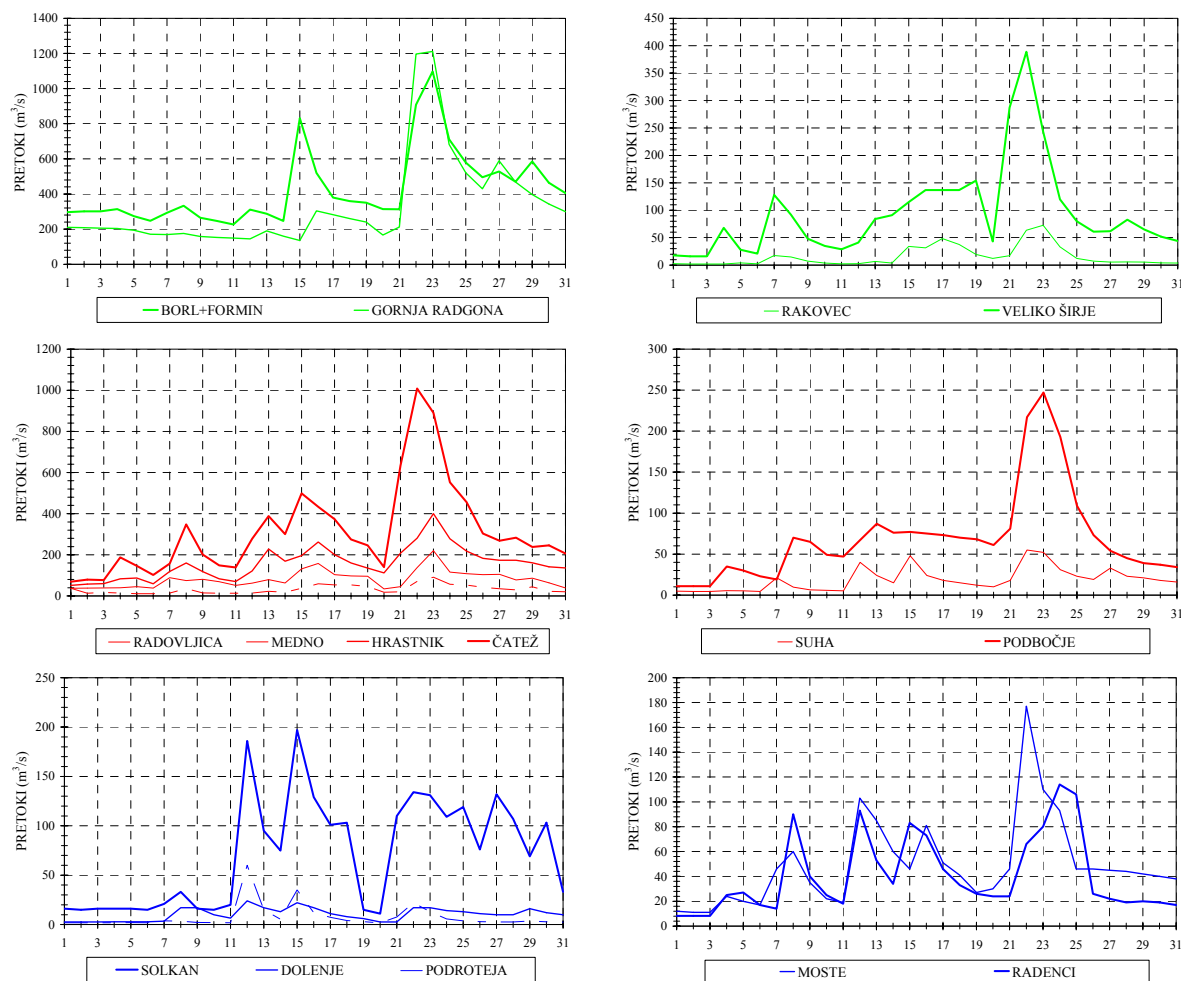 1400
1200
1000
800
600
400
200
0
PRETOKI (m³/s)
1 3 5 7 9 11 13 15 17 19 21 23 25 27 29 31
BORL+FORMIN GORNJA RADGONA
450
400
350
300
250
200
150
100
50
0
PRETOKI (m³/s)
1 3 5 7 9 11 13 15 17 19 21 23 25 27 29 31
RAKOVEC VELIKO ŠIRJE
1200
1000
800
600
400
200
0
PRETOKI (m³/s)
1 3 5 7 9 11 13 15 17 19 21 23 25 27 29 31
RADOVLJICA MEDNO HRASTNIK ČATEŽ
300
250
200
150
100
50
0
PRETOKI (m³/s)
1 3 5 7 9 11 13 15 17 19 21 23 25 27 29 31
SUHA PODBOČJE
250
200
150
100
50
0
PRETOKI (m³/s)
1 3 5 7 9 11 13 15 17 19 21 23 25 27 29 31
SOLKAN DOLENJE PODROTEJA
200
180
160
140
120
100
80
60
40
20
0
PRETOKI (m³/s)
1 3 5 7 9 11 13 15 17 19 21 23 25 27 29 31
MOSTE RADENCI